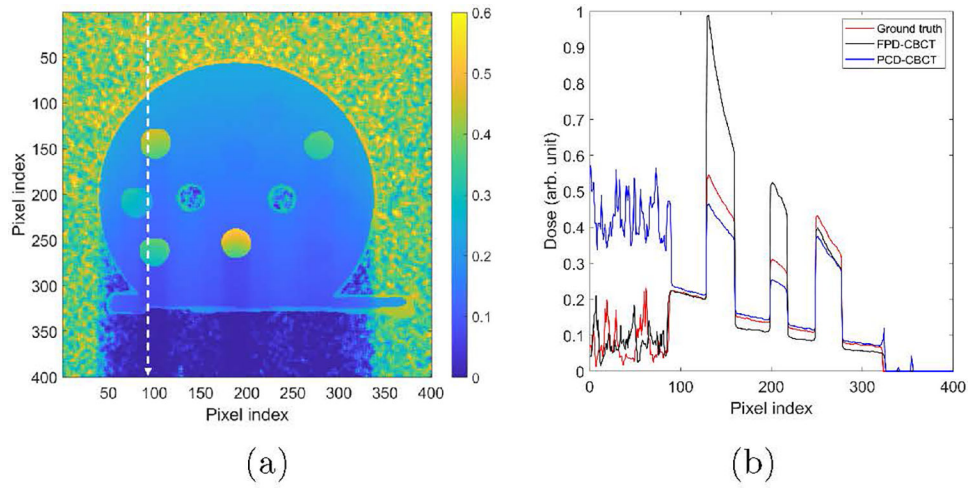 0.6
0.5
0.4
0.3
0.2
0.1
0
50
100
150
200
250
300
350
400
Pixel index
50 100 150 200 250 300 350 400
Pixel index
(a)
1
0.9
0.8
0.7
0.6
0.5
0.4
0.3
0.2
0.1
0
Dose (arb. unit)
Ground truth
FPD-CBCT
PCD-CBCT
0 100 200 300 400
Pixel index
(b)